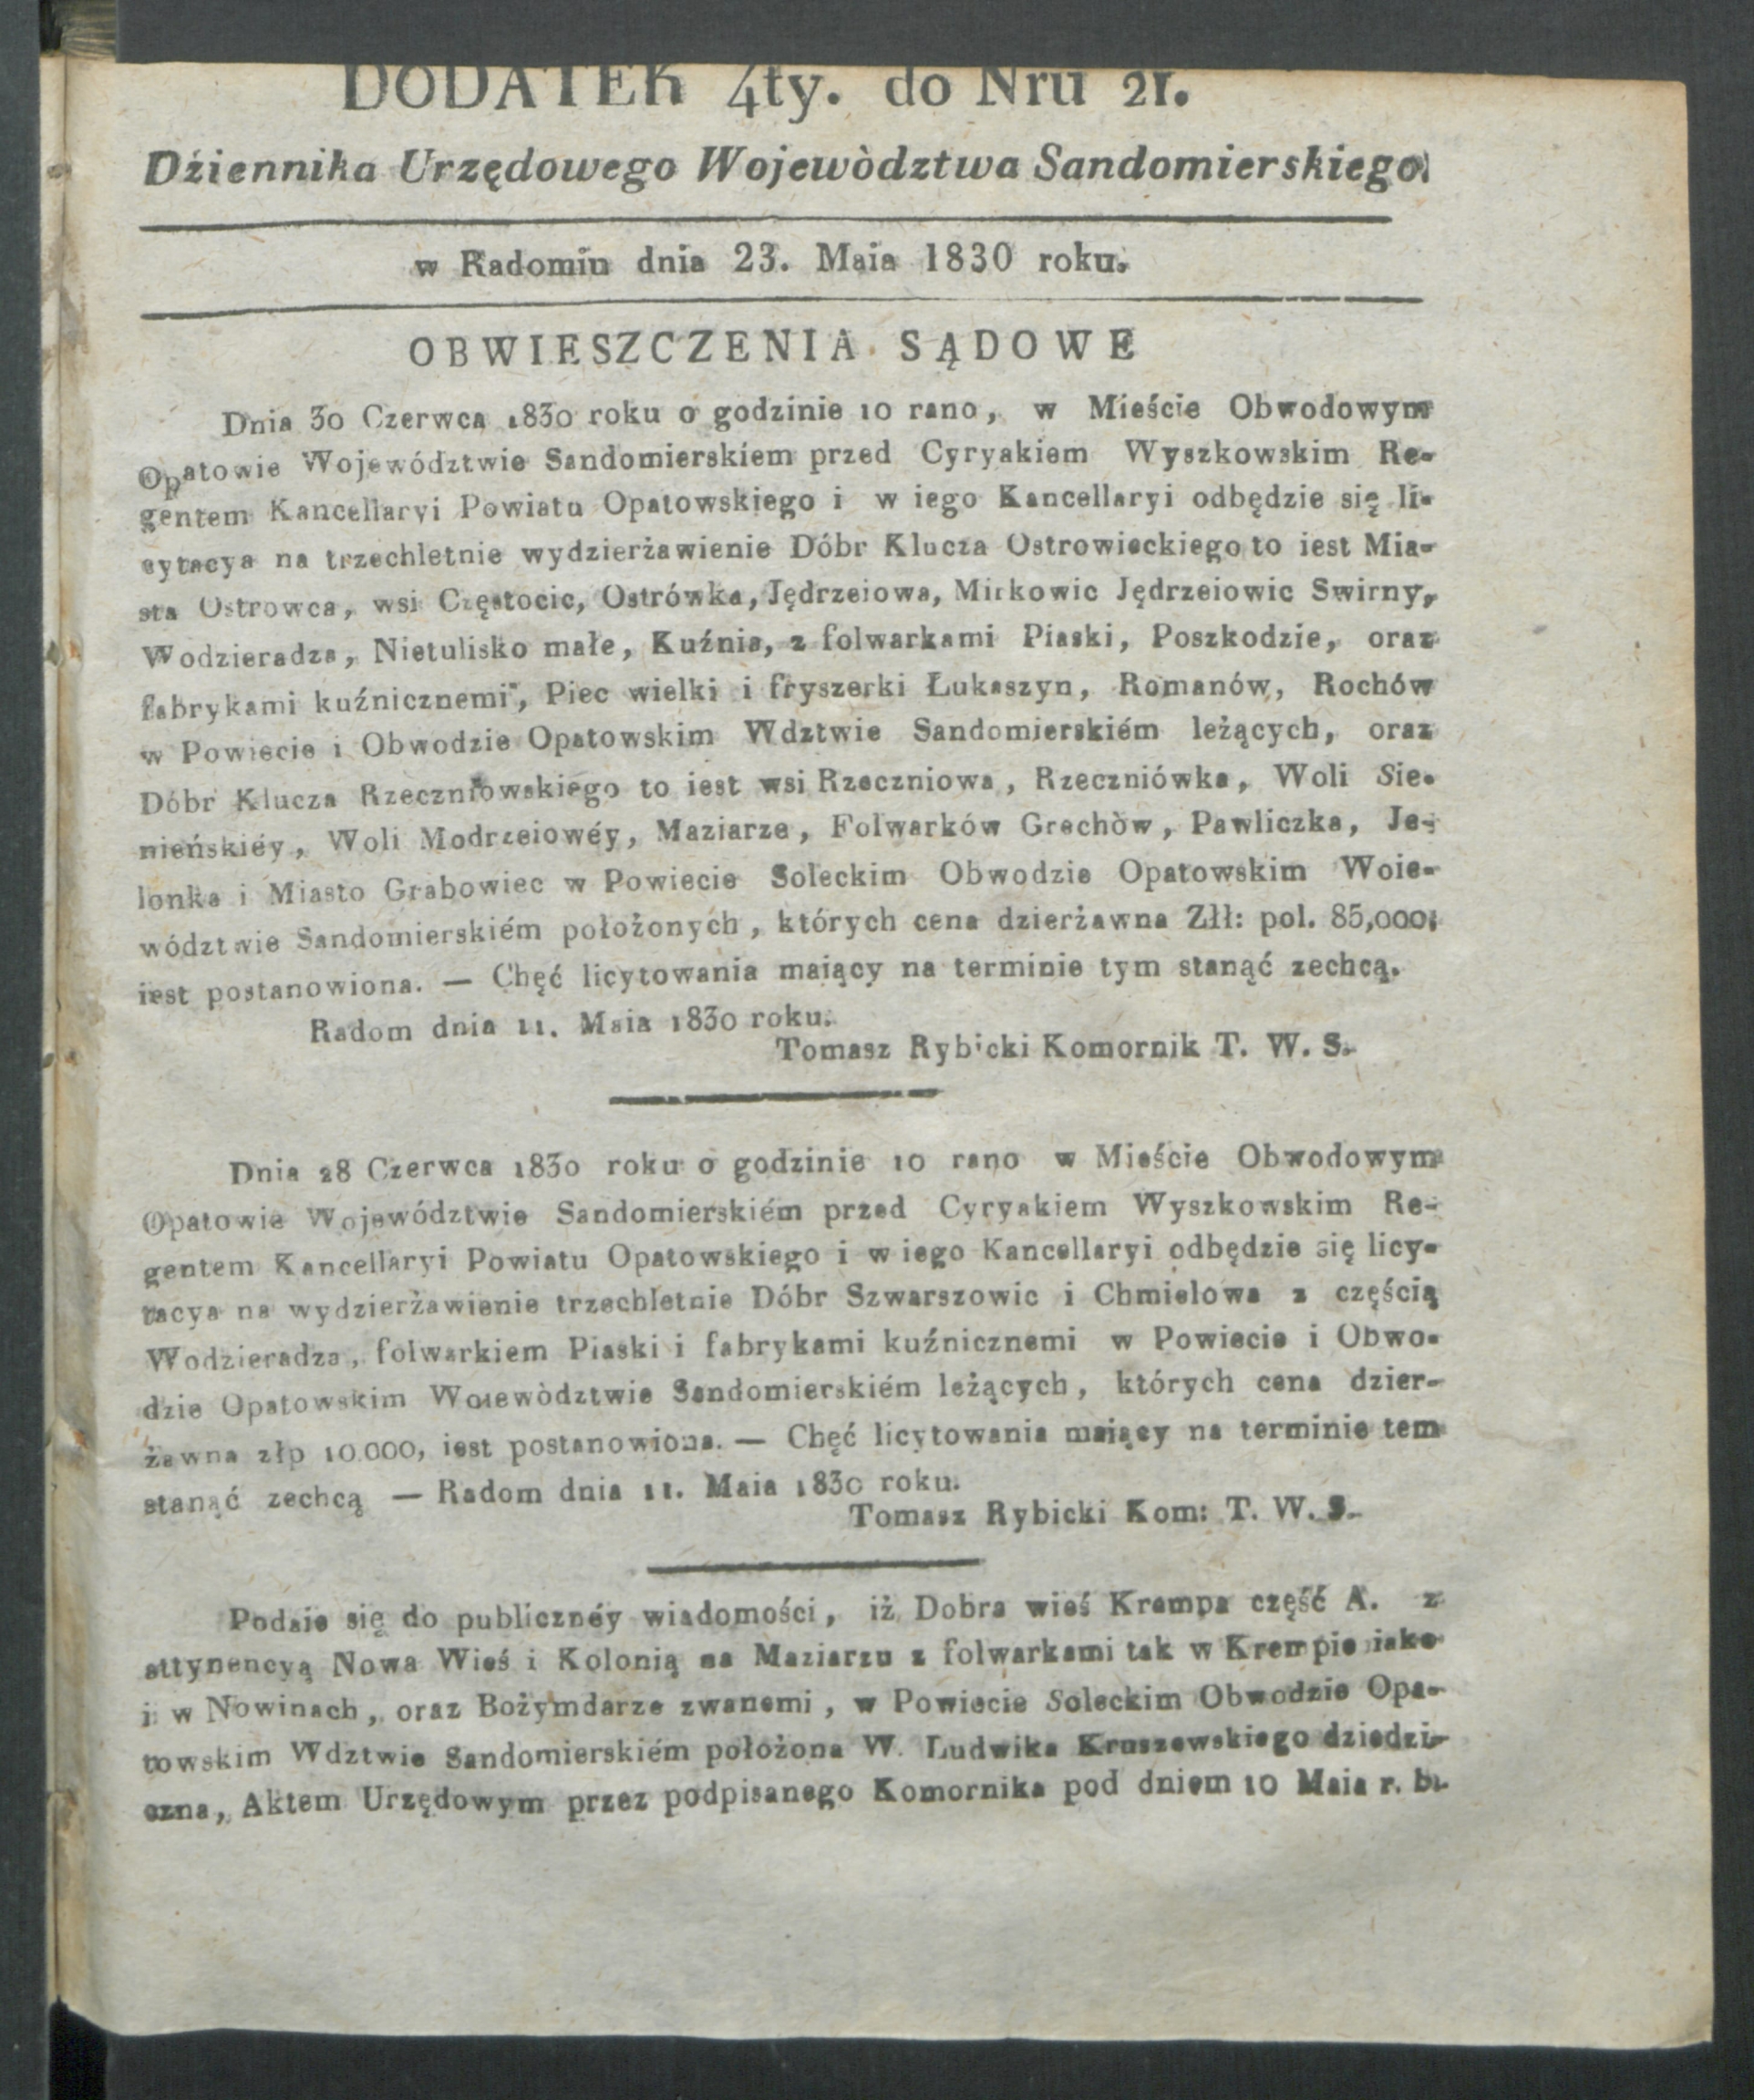 DODATEK 4ty. do Nru 21.
Dźiennika Urzędowego Wojewòdztwa Sandomierskiego.
w Radomiu dnia 23. Maia 1830 roku.
OBWIESZCZENIA SĄDOWE
Dnia 30 Czerwca 1830 roku o godzinie 10 rano, w Mieście Obwodowym
Opatowie Województwie Sandomierskiem przed Cyryakiem Wyszkowskim Re-
gentem Kancellaryi Powiatu Opatowskiego i w iego Kancellaryi odbędzie się li-
cytacya na trzechletnie wydzierżawienie Dóbr Klucza Ostrowieckiego to iest Mia-
sta Ostrowca, wsi Częstocic, Ostrówka, Jędrzeiowa, Mirkowic Jędrzeiowic Swirny,
Wodzieradza, Nietulisko małe, Kuźnia, z folwarkami Piaski, Poszkodzie, oraz
fabrykami kuźnicznemi, Piec wielki i fryszerki Łukaszyn, Romanów, Rochów
w Powiecie i Obwodzie Opatowskim Wdztwie Sandomierskiém leżących, oraz
Dóbr Klucza Rzeczniowskiego to iest wsi Rzeczniowa, Rzeczniówka, Woli Sie-
nieńskiéy, Woli Modrzeiowéy, Maziarze, Folwarków Grechòw, Pawliczka, Je-
lonka i Miasto Grabowiec w Powiecie Soleckim Obwodzie Opatowskim Woie-
wództwie Sandomierskiém położonych, których cena dzierżawna Złł: pol. 85,000;
iest postanowiona. — Chęć licytowania maiący na terminie tym stanąć zechcą.
Radom dnia 11. Maia 1830 roku.
Tomasz Rybicki Komornik T. W. S.
Dnia 28 Czerwca 1830 roku o godzinie 10 rano w Mieście Obwodowym
Opatowie Województwie Sandomierskiém przed Cyryakiem Wyszkowskim Re-
gentem Kancellaryi Powiatu Opatowskiego i w iego Kancellaryi odbędzie się licy-
tacya na wydzierżawienie trzechletnie Dóbr Szwarszowic i Chmielowa z częścią
Wodzieradza, folwarkiem Piaski i fabrykami kuźnicznemi w Powiecie i Obwo-
dzie Opatowskim Woiewòdztwie Sandomierskiém leżących, których cena dzier-
żawna złp 10.000, iest postanowiona. — Chęć licytowania maiący na terminie tem
stanąć zechcą — Radom dnia 11. Maia 1830 roku.
Tomasz Rybicki Kom: T. W. S.
Podaie się do publicznéy wiadomości, iż Dobra wieś Krempa część A. z
attynencyą Nowa Wieś i Kolonią na Maziarzu z folwarkami tak w Krempie iako
i w Nowinach, oraz Bożymdarze zwanemi, w Powiecie Soleckim Obwodzie Opa-
towskim Wdztwie Sandomierskiém położona W. Ludwika Kruszewskiego dziedzi-
czna, Aktem Urzędowym przez podpisanego Komornika pod dniem 10 Maia r. b.